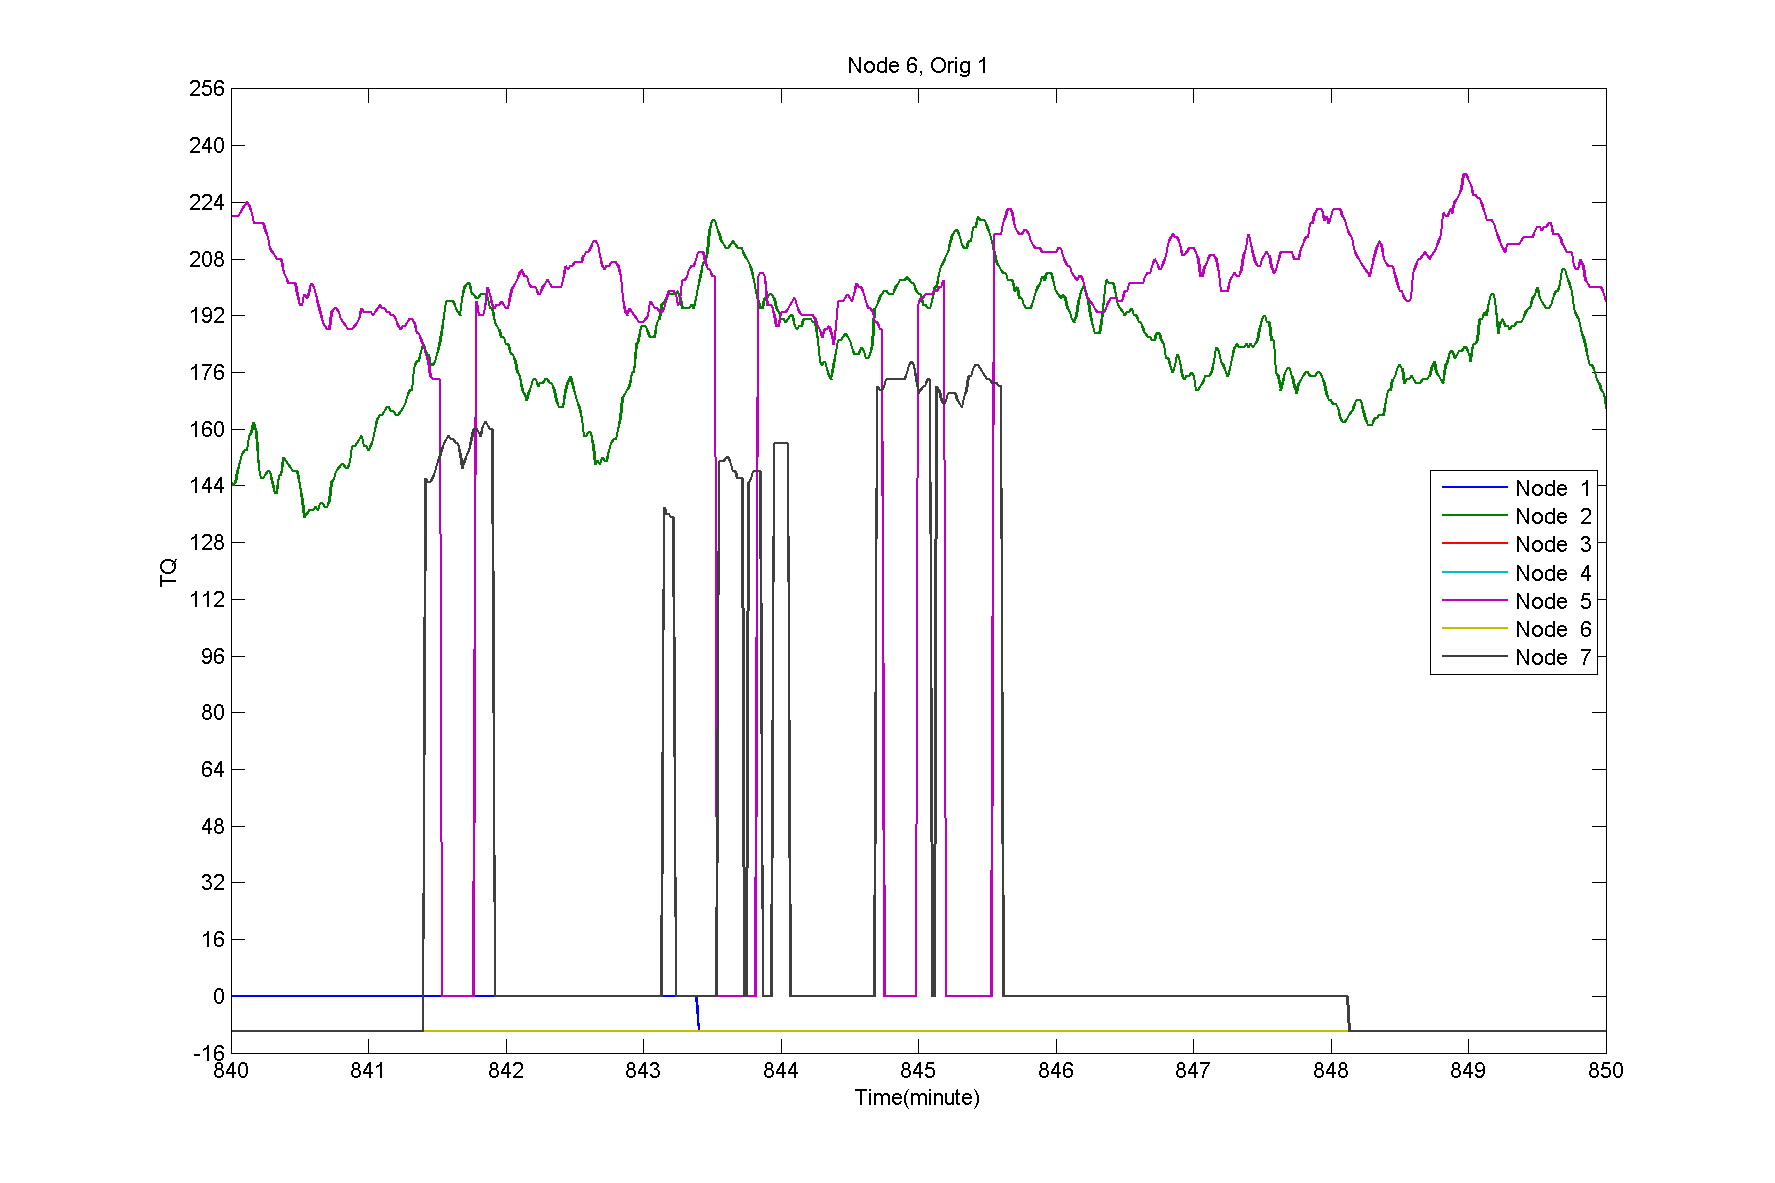 Node 6, Orig 1
256
240
224
208
192
176
160
144
128
112
96
80
64
48
32
16
0
-16
TQ
840 841 842 843 844 845 846 847 848 849 850
Time(minute)
Node 1
Node 2
Node 3
Node 4
Node 5
Node 6
Node 7